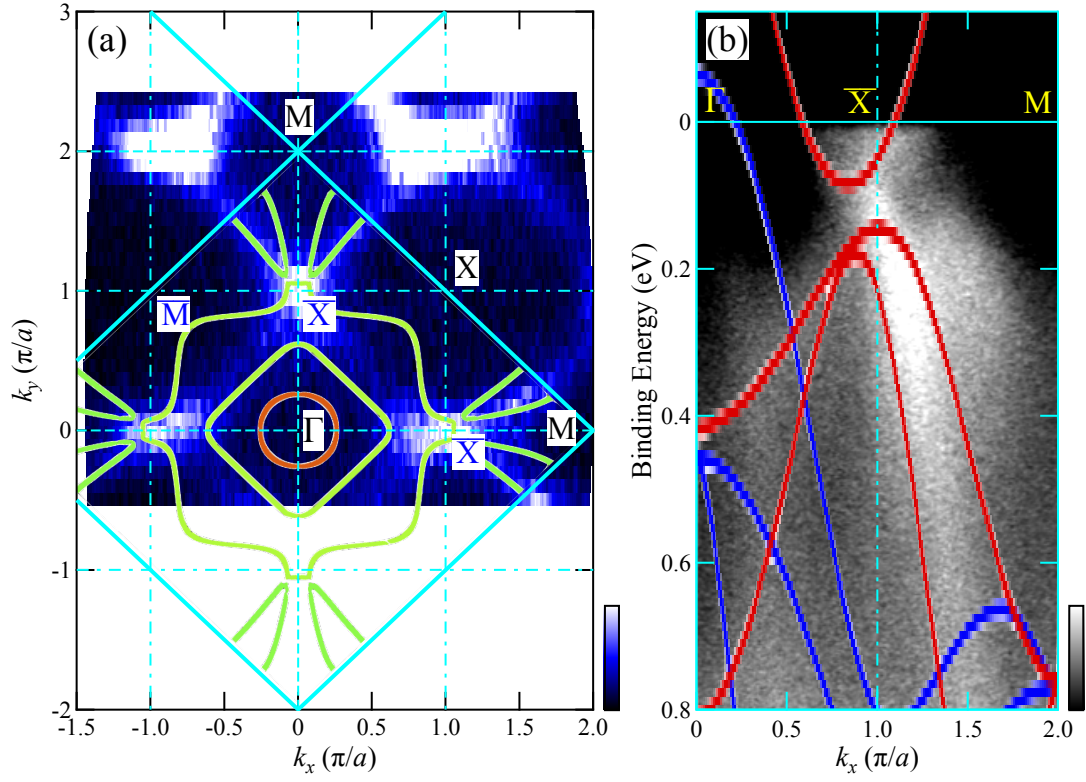 (a)
3
2
1
0
-1
-2
k_y (π/a)
-1.5
-1.0
-0.5
0
0.5
1.0
1.5
2.0
k_x (π/a)
M
X
M̅
X̅
Γ
M
X̅
(b)
Γ
X̅
M
0
0.2
0.4
0.6
0.8
Binding Energy (eV)
0.0
0.5
1.0
1.5
2.0
k_x (π/a)